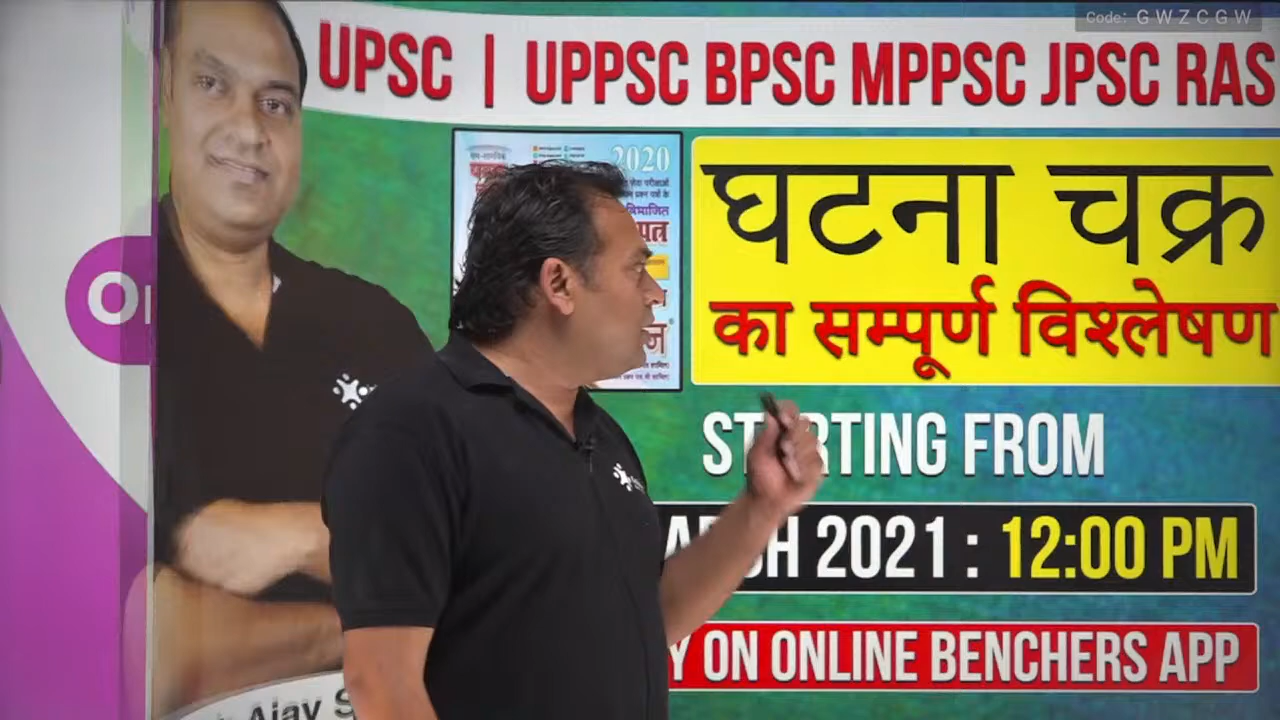 Code: G W Z C G W
UPSC | UPPSC BPSC MPPSC JPSC RAS
2020
घटना चक्र
का सम्पूर्ण विश्लेषण
STARTING FROM
2021 : 12:00 PM
ON ONLINE BENCHERS APP
Ajay